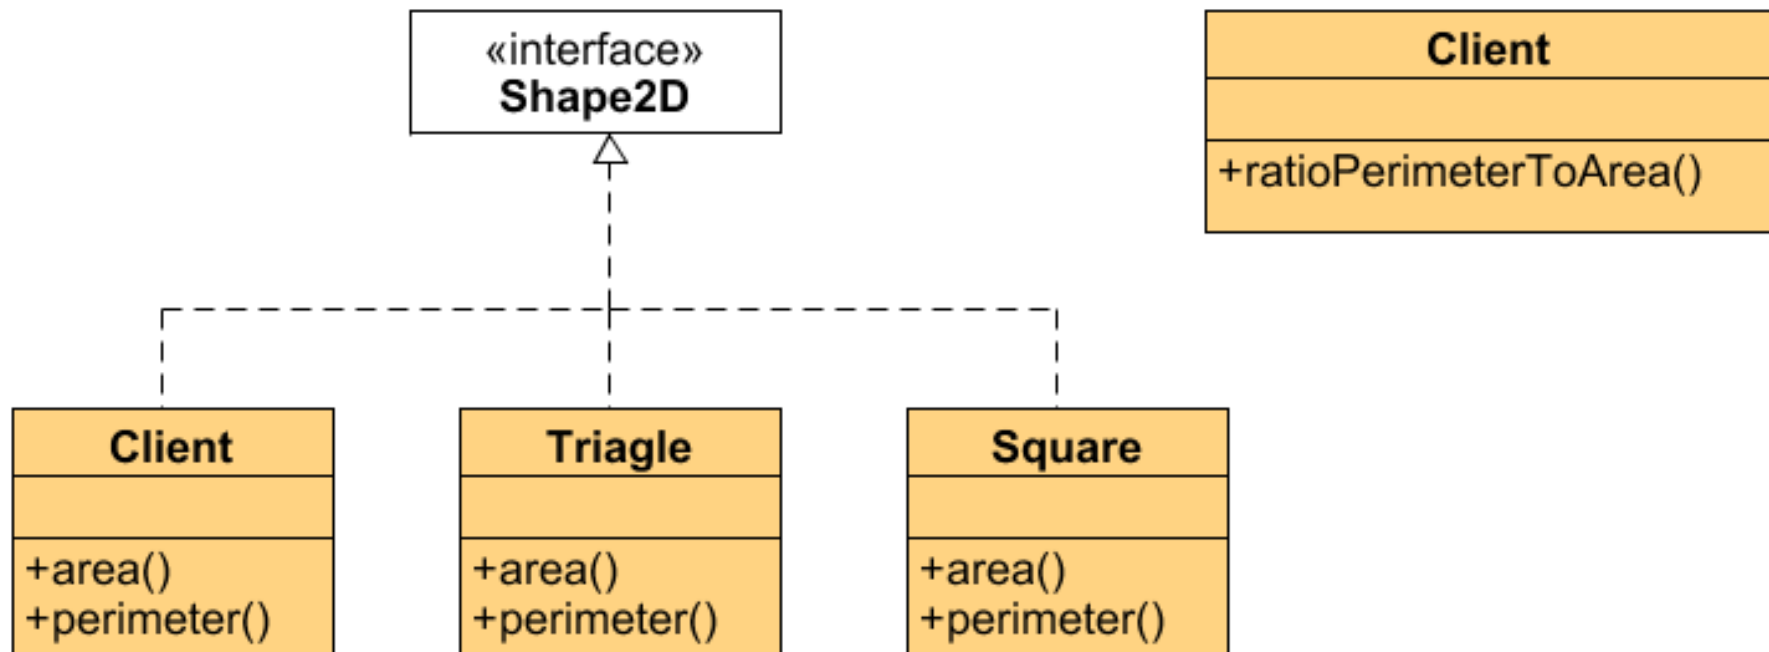 «interface»
Shape2D
Client
+ratioPerimeterToArea()
Client
+area()
+perimeter()
Triagle
+area()
+perimeter()
Square
+area()
+perimeter()